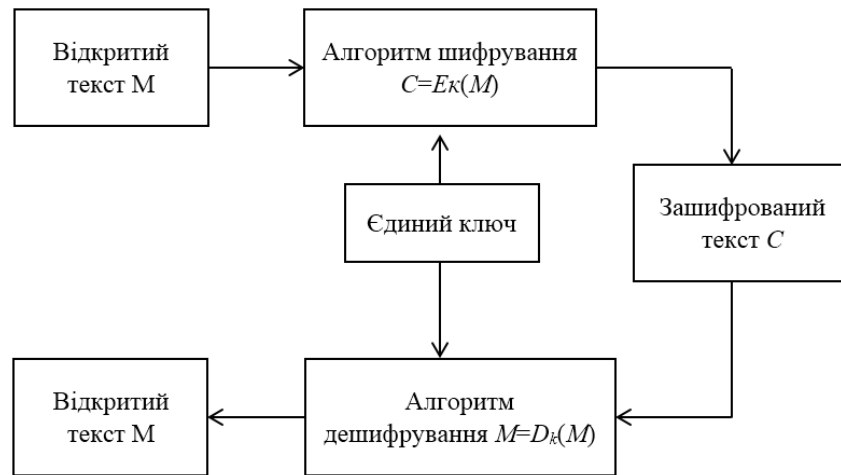 Відкритий
текст М
Алгоритм шифрування
C=Eк(M)
Єдиний ключ
Зашифрований
текст C
Відкритий
текст М
Алгоритм
дешифрування M=Dk(M)